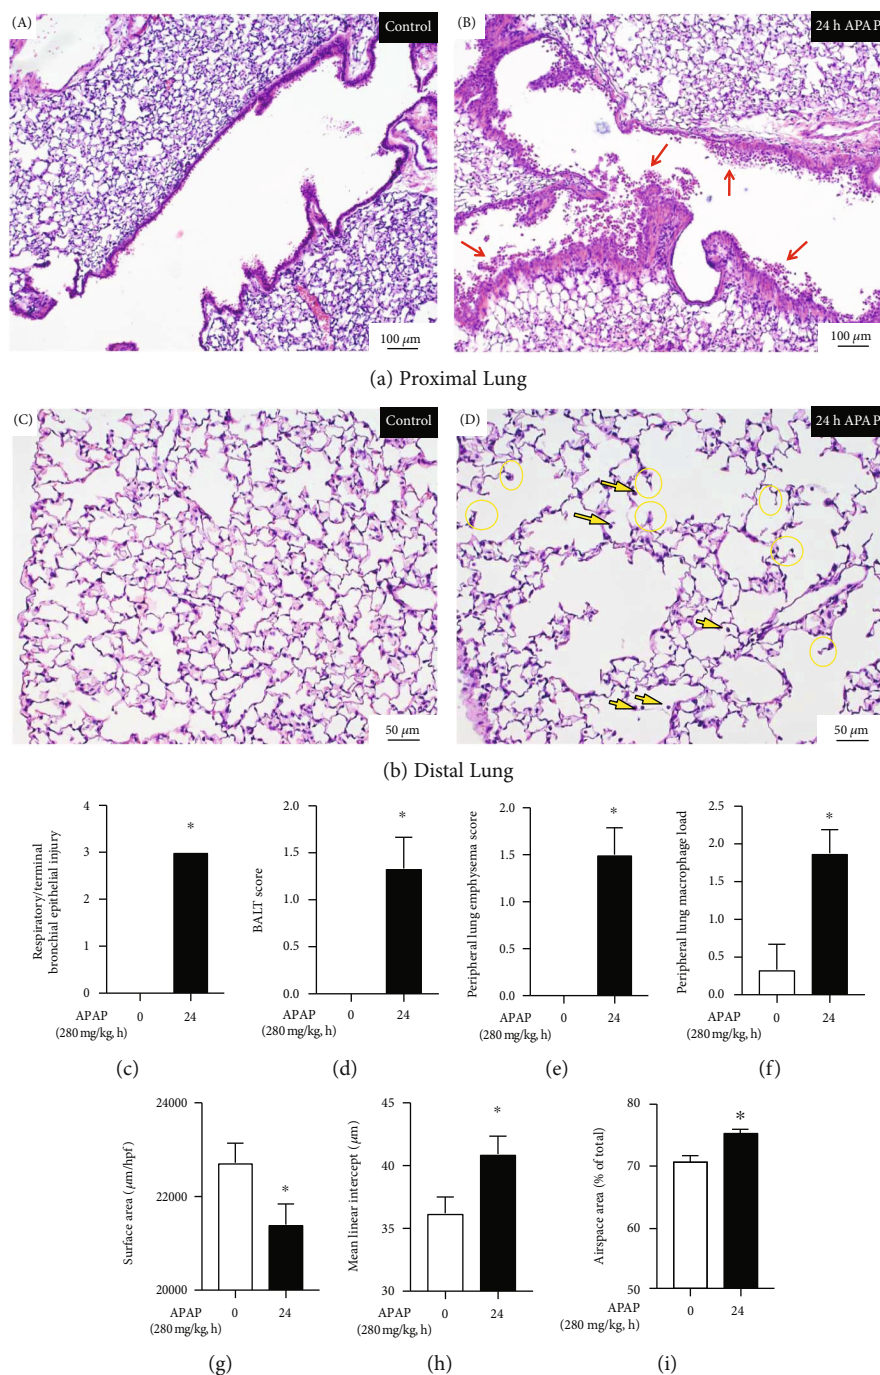 (A) Control
(B) 24 h APAP
100 μm
100 μm
(a) Proximal Lung
(C) Control
(D) 24 h APAP
50 μm
50 μm
(b) Distal Lung
Respiratory/terminal
bronchial epithelial injury
4
3
2
1
0
*
0 24
APAP
(280 mg/kg, h)
(c)
BALT score
2.0
1.5
1.0
0.5
0.0
*
0 24
APAP
(280 mg/kg, h)
(d)
Peripheral lung emphysema score
2.0
1.5
1.0
0.5
0.0
*
0 24
APAP
(280 mg/kg, h)
(e)
Peripheral lung macrophage load
2.5
2.0
1.5
1.0
0.5
0.0
*
0 24
APAP
(280 mg/kg, h)
(f)
Surface area (μm/hpf)
24000
22000
20000
*
0 24
APAP
(280 mg/kg, h)
(g)
Mean linear intercept (μm)
45
40
35
30
*
0 24
APAP
(280 mg/kg, h)
(h)
Airspace area (% of total)
80
70
60
50
*
0 24
APAP
(280 mg/kg, h)
(i)